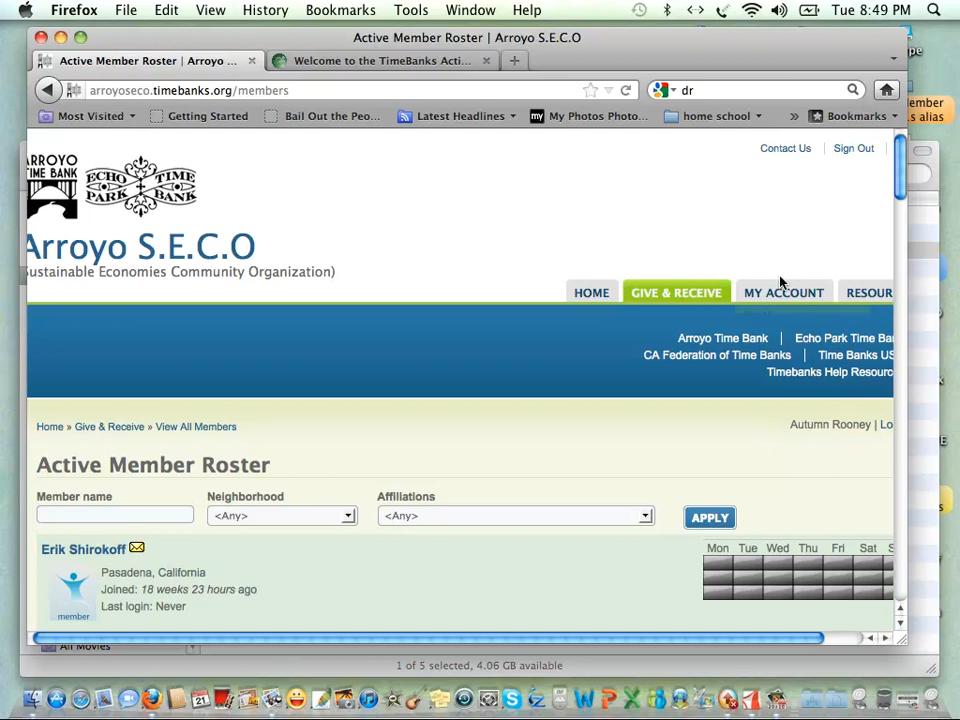 Firefox File Edit View History Bookmarks Tools Window Help Tue 8:49 PM
Active Member Roster | Arroyo S.E.C.O
Active Member Roster | Arroyo ... Welcome to the TimeBanks Acti...
arroyoseco.timebanks.org/members dr
Most Visited Getting Started Bail Out the Peo... Latest Headlines My Photos Photo... home school » Bookmarks
ember
s alias
Contact Us Sign Out
ARROYO
TIME BANK
ECHO TIME
PARK BANK
Arroyo S.E.C.O
Sustainable Economies Community Organization)
HOME GIVE & RECEIVE MY ACCOUNT RESOUR
Arroyo Time Bank Echo Park Time Ba
CA Federation of Time Banks Time Banks US
Timebanks Help Resourc
Home » Give & Receive » View All Members
Autumn Rooney | Lo
Active Member Roster
Member name Neighborhood Affiliations
<Any> <Any> APPLY
Erik Shirokoff
Mon Tue Wed Thu Fri Sat S
Pasadena, California
Joined: 18 weeks 23 hours ago
Last login: Never
member
All Movies
1 of 5 selected, 4.06 GB available